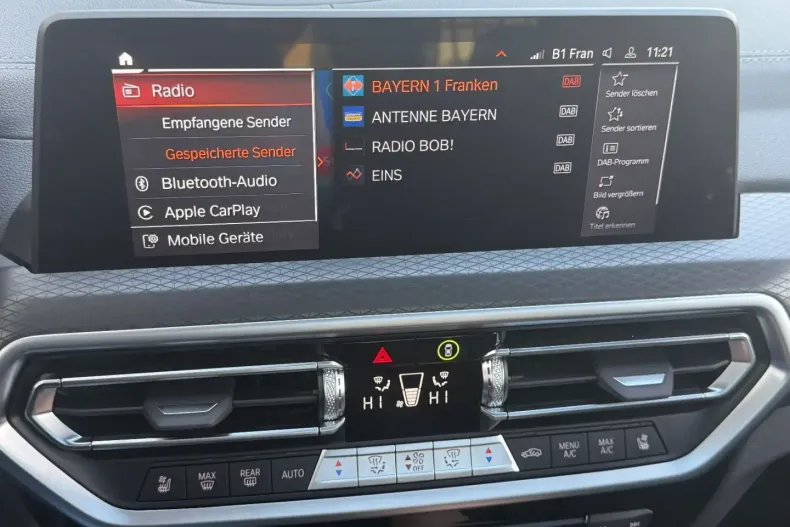 B1 Fran 11:21
Radio
Empfangene Sender
Gespeicherte Sender
Bluetooth-Audio
Apple CarPlay
Mobile Geräte
BAYERN 1 Franken DAB
ANTENNE BAYERN DAB
RADIO BOB! DAB
EINS DAB
Sender löschen
Sender sortieren
DAB-Programm
Bild vergrößern
Titel erkennen
HI HI
MAX
REAR
AUTO
OFF
MENU
A/C
MAX
A/C